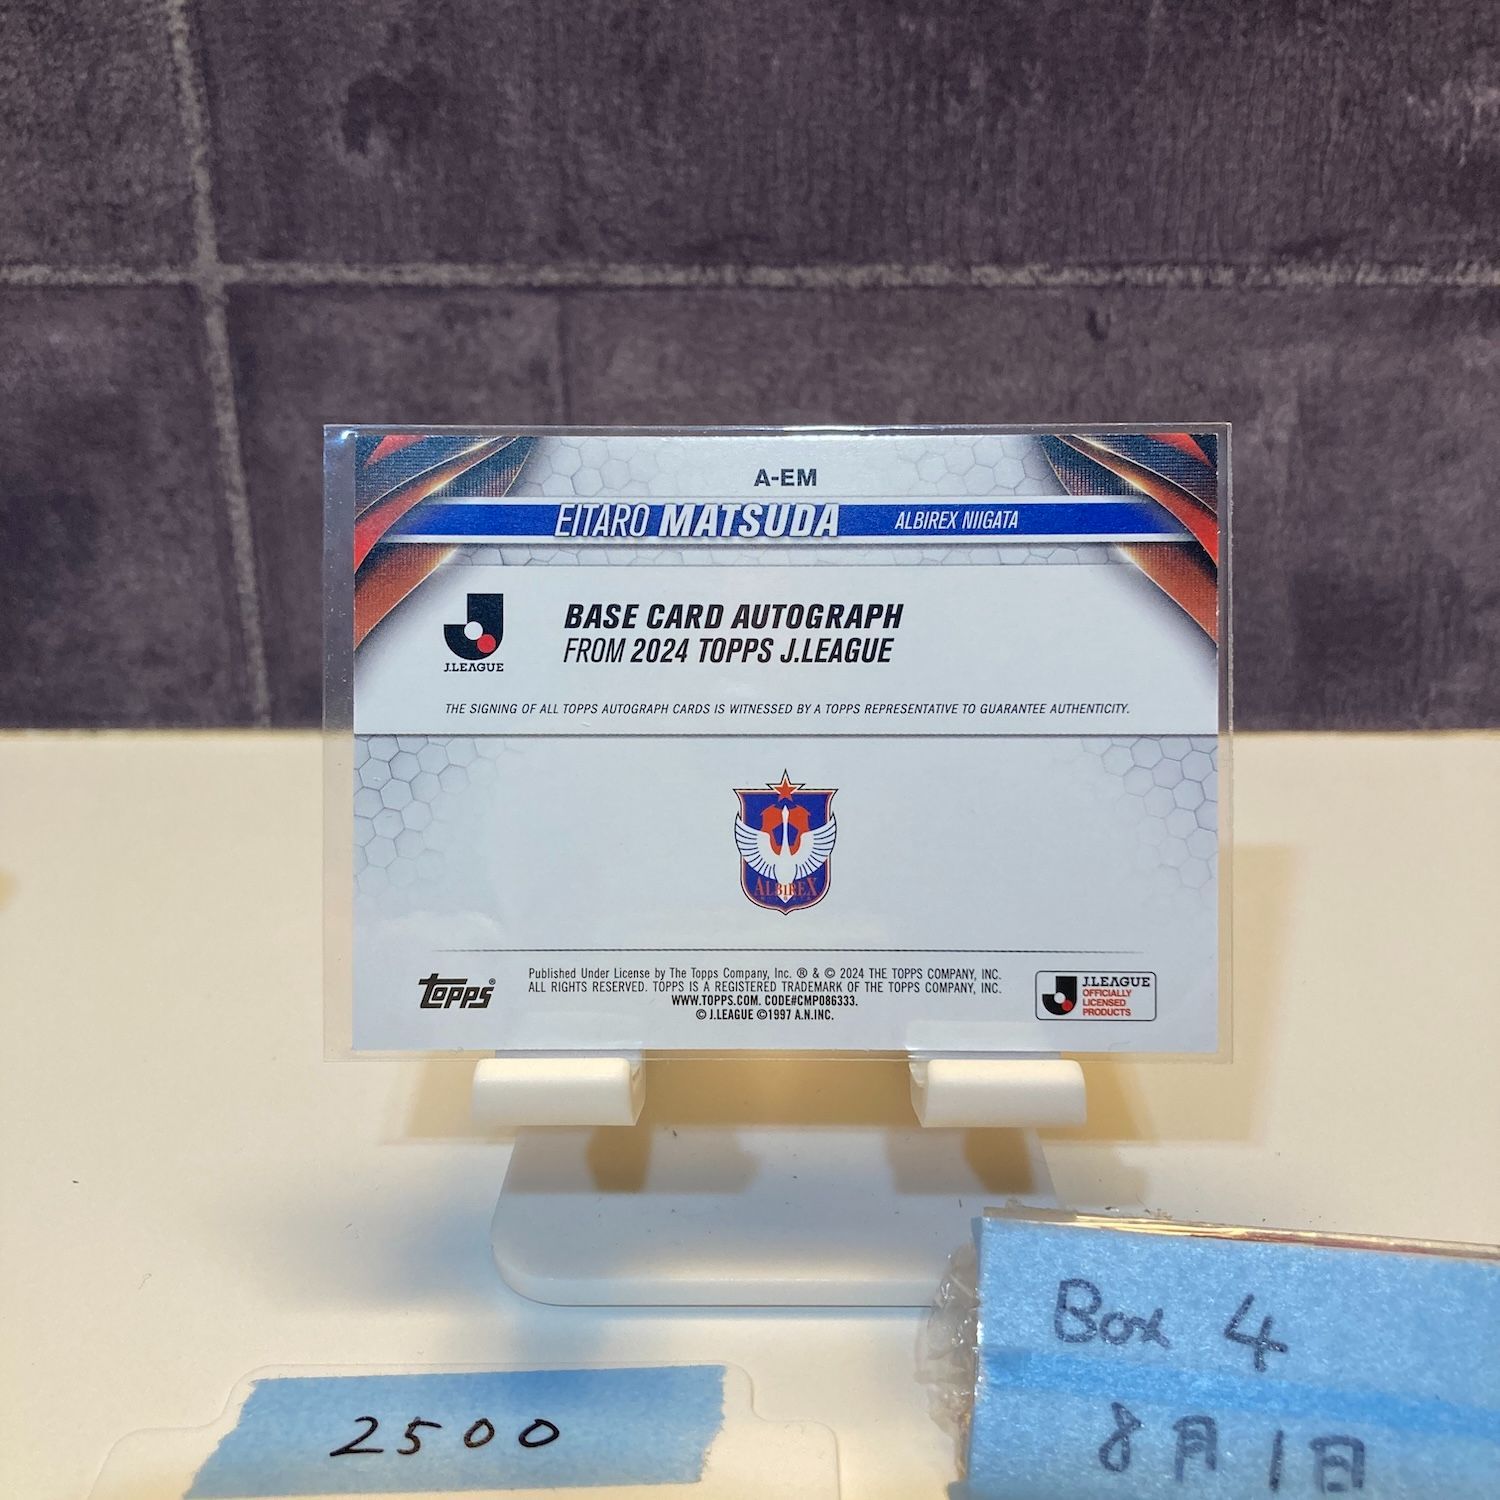 A-EM
EITARO MATSUDA ALBIREX NIIGATA
J.LEAGUE
BASE CARD AUTOGRAPH
FROM 2024 TOPPS J.LEAGUE
THE SIGNING OF ALL TOPPS AUTOGRAPH CARDS IS WITNESSED BY A TOPPS REPRESENTATIVE TO GUARANTEE AUTHENTICITY.
ALBIREX
topps®
Published Under License by The Topps Company, Inc. ® & © 2024 THE TOPPS COMPANY, INC.
ALL RIGHTS RESERVED. TOPPS IS A REGISTERED TRADEMARK OF THE TOPPS COMPANY, INC.
WWW.TOPPS.COM. CODE#CMP086333.
© J.LEAGUE ©1997 A.N.INC.
J.LEAGUE
OFFICIALLY
LICENSED
PRODUCTS
Box 4
8月1日
2500